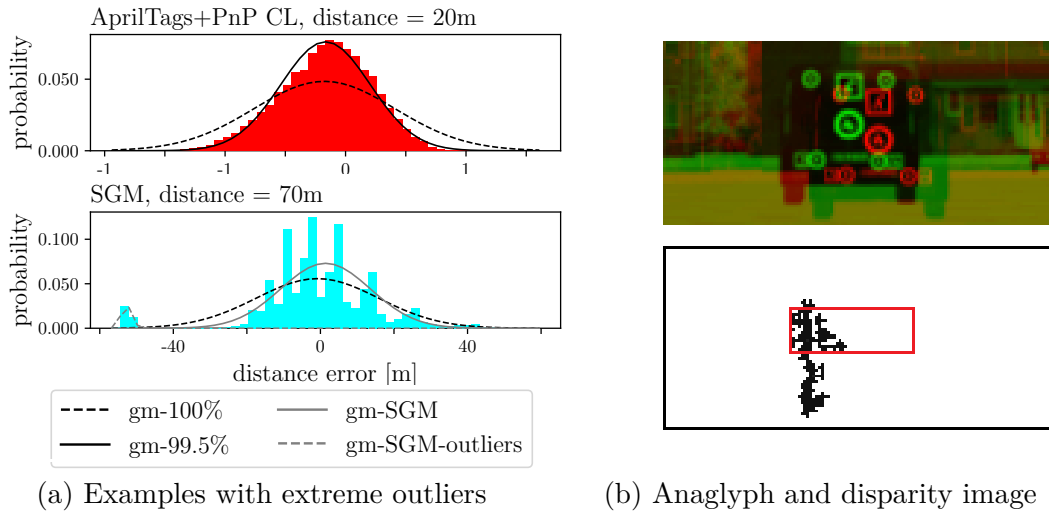 AprilTags+PnP CL, distance = 20m
probability
0.050
0.000
-1
-1
0
0
1
SGM, distance = 70m
probability
0.100
0.050
0.000
-40
0
40
distance error [m]
gm-100%
gm-SGM
gm-99.5%
gm-SGM-outliers
(a) Examples with extreme outliers
(b) Anaglyph and disparity image